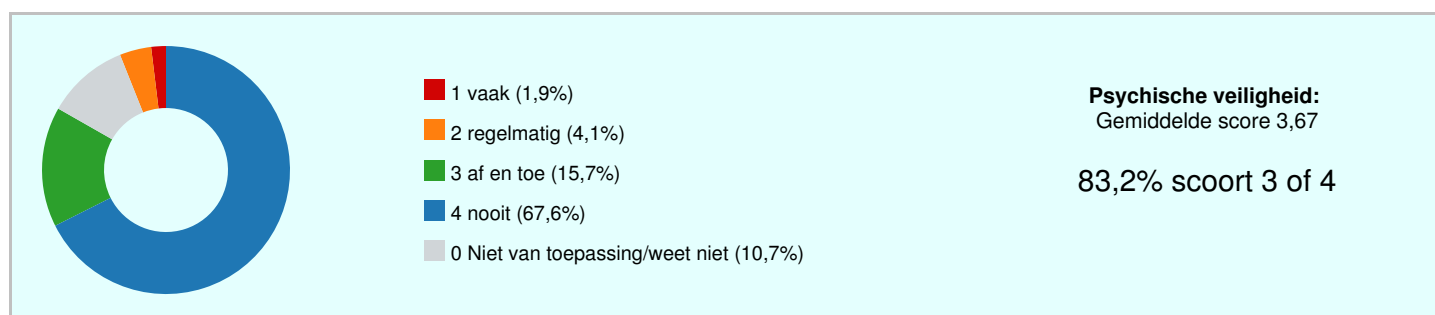 1 vaak (1,9%)
2 regelmatig (4,1%)
3 af en toe (15,7%)
4 nooit (67,6%)
0 Niet van toepassing/weet niet (10,7%)
Psychische veiligheid:
Gemiddelde score 3,67
83,2% scoort 3 of 4